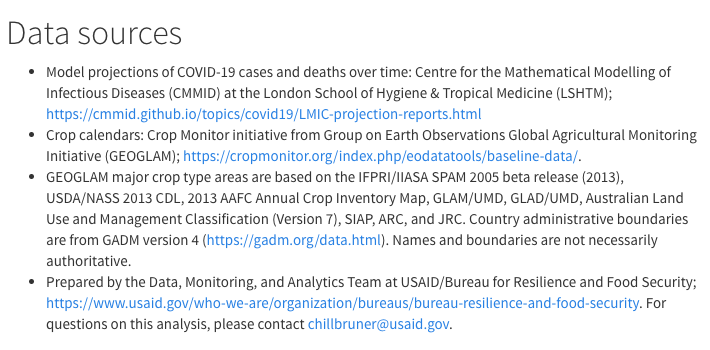 Data sources
• Model projections of COVID-19 cases and deaths over time: Centre for the Mathematical Modelling of
Infectious Diseases (CMMID) at the London School of Hygiene & Tropical Medicine (LSHTM);
https://cmmid.github.io/topics/covid19/LMIC-projection-reports.html
• Crop calendars: Crop Monitor initiative from Group on Earth Observations Global Agricultural Monitoring
Initiative (GEOGLAM); https://cropmonitor.org/index.php/eodatatools/baseline-data/.
• GEOGLAM major crop type areas are based on the IFPRI/IIASA SPAM 2005 beta release (2013),
USDA/NASS 2013 CDL, 2013 AAFC Annual Crop Inventory Map, GLAM/UMD, GLAD/UMD, Australian Land
Use and Management Classification (Version 7), SIAP, ARC, and JRC. Country administrative boundaries
are from GADM version 4 (https://gadm.org/data.html). Names and boundaries are not necessarily
authoritative.
• Prepared by the Data, Monitoring, and Analytics Team at USAID/Bureau for Resilience and Food Security;
https://www.usaid.gov/who-we-are/organization/bureaus/bureau-resilience-and-food-security. For
questions on this analysis, please contact chillbruner@usaid.gov.